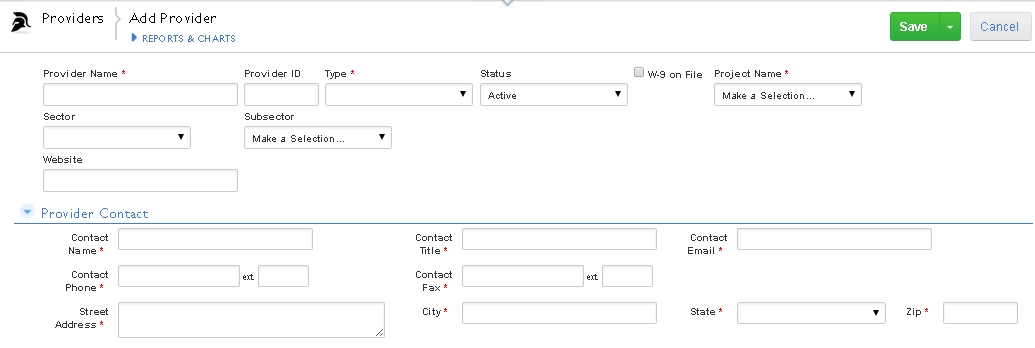 Providers Add Provider Save Cancel
REPORTS & CHARTS
Provider Name * Provider ID Type * Status W-9 on File Project Name *
Active Make a Selection...
Sector Subsector
Make a Selection...
Website
Provider Contact
Contact Name * Contact Title * Contact Email *
Contact Phone * ext. Contact Fax * ext.
Street Address * City * State * Zip *